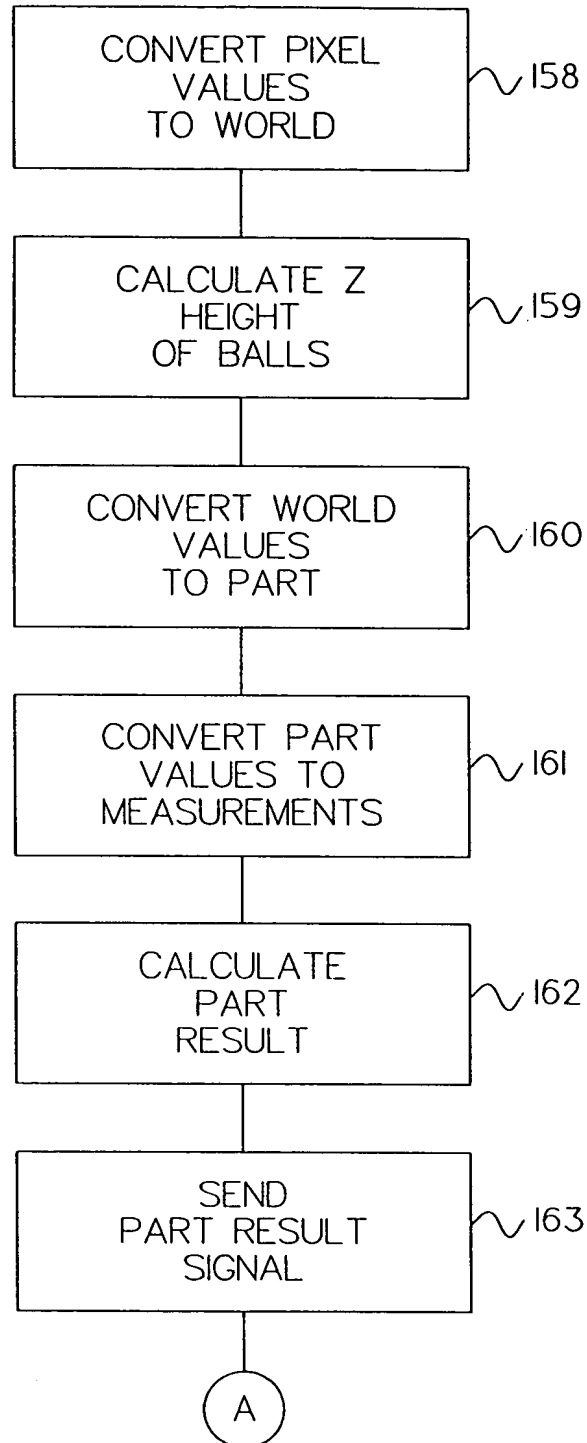 CONVERT PIXEL
VALUES
TO WORLD
158
CALCULATE Z
HEIGHT
OF BALLS
159
CONVERT WORLD
VALUES
TO PART
160
CONVERT PART
VALUES TO
MEASUREMENTS
161
CALCULATE
PART
RESULT
162
SEND
PART RESULT
SIGNAL
163
A